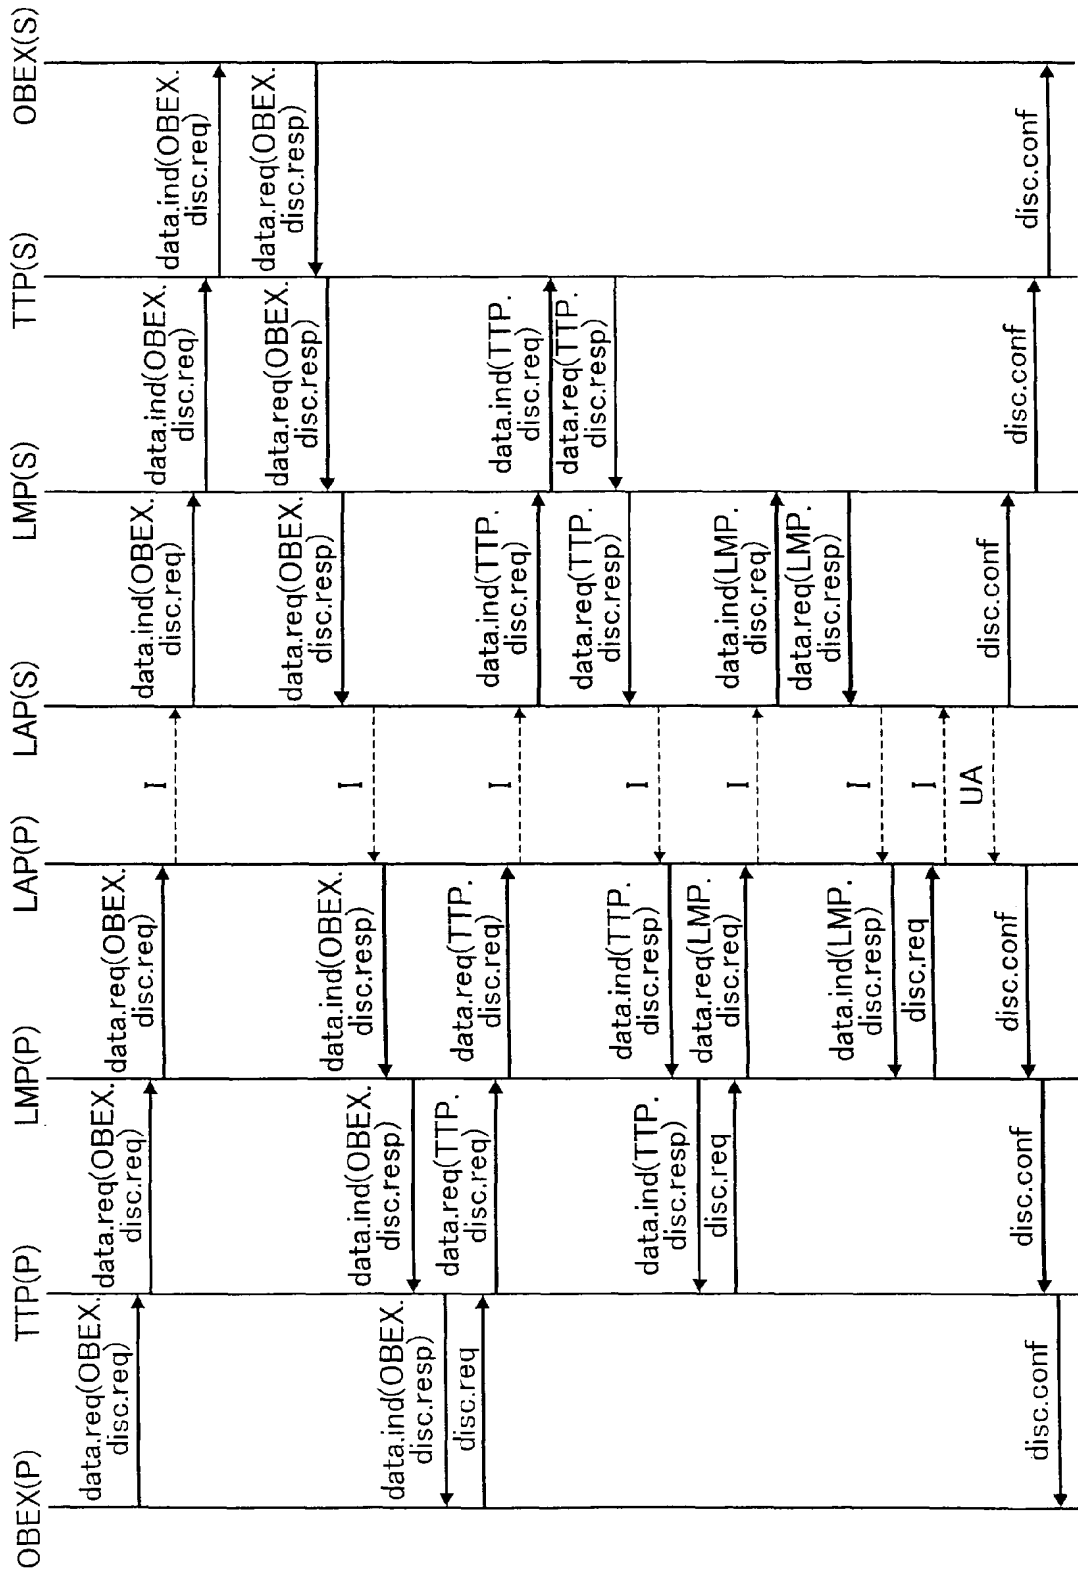 OBEX(P)
TTP(P)
LMP(P)
LAP(P)
LAP(S)
LMP(S)
TTP(S)
OBEX(S)
data.req(OBEX.
disc.req)
data.ind(OBEX.
disc.resp)
disc.req
disc.conf
data.req(OBEX.
disc.req)
data.ind(OBEX.
disc.resp)
data.req(TTP.
disc.req)
data.ind(TTP.
disc.resp)
disc.req
disc.conf
data.req(OBEX.
disc.req)
data.ind(OBEX.
disc.resp)
data.req(TTP.
disc.req)
data.ind(TTP.
disc.resp)
data.req(LMP.
disc.req)
data.ind(LMP.
disc.resp)
disc.req
disc.conf
I
I
I
I
I
I
I
UA
data.ind(OBEX.
disc.req)
data.req(OBEX.
disc.resp)
data.ind(TTP.
disc.req)
data.req(TTP.
disc.resp)
data.ind(LMP.
disc.req)
data.req(LMP.
disc.resp)
disc.conf
data.ind(OBEX.
disc.req)
data.req(OBEX.
disc.resp)
data.ind(TTP.
disc.req)
data.req(TTP.
disc.resp)
disc.conf
data.ind(OBEX.
disc.req)
data.req(OBEX.
disc.resp)
disc.conf